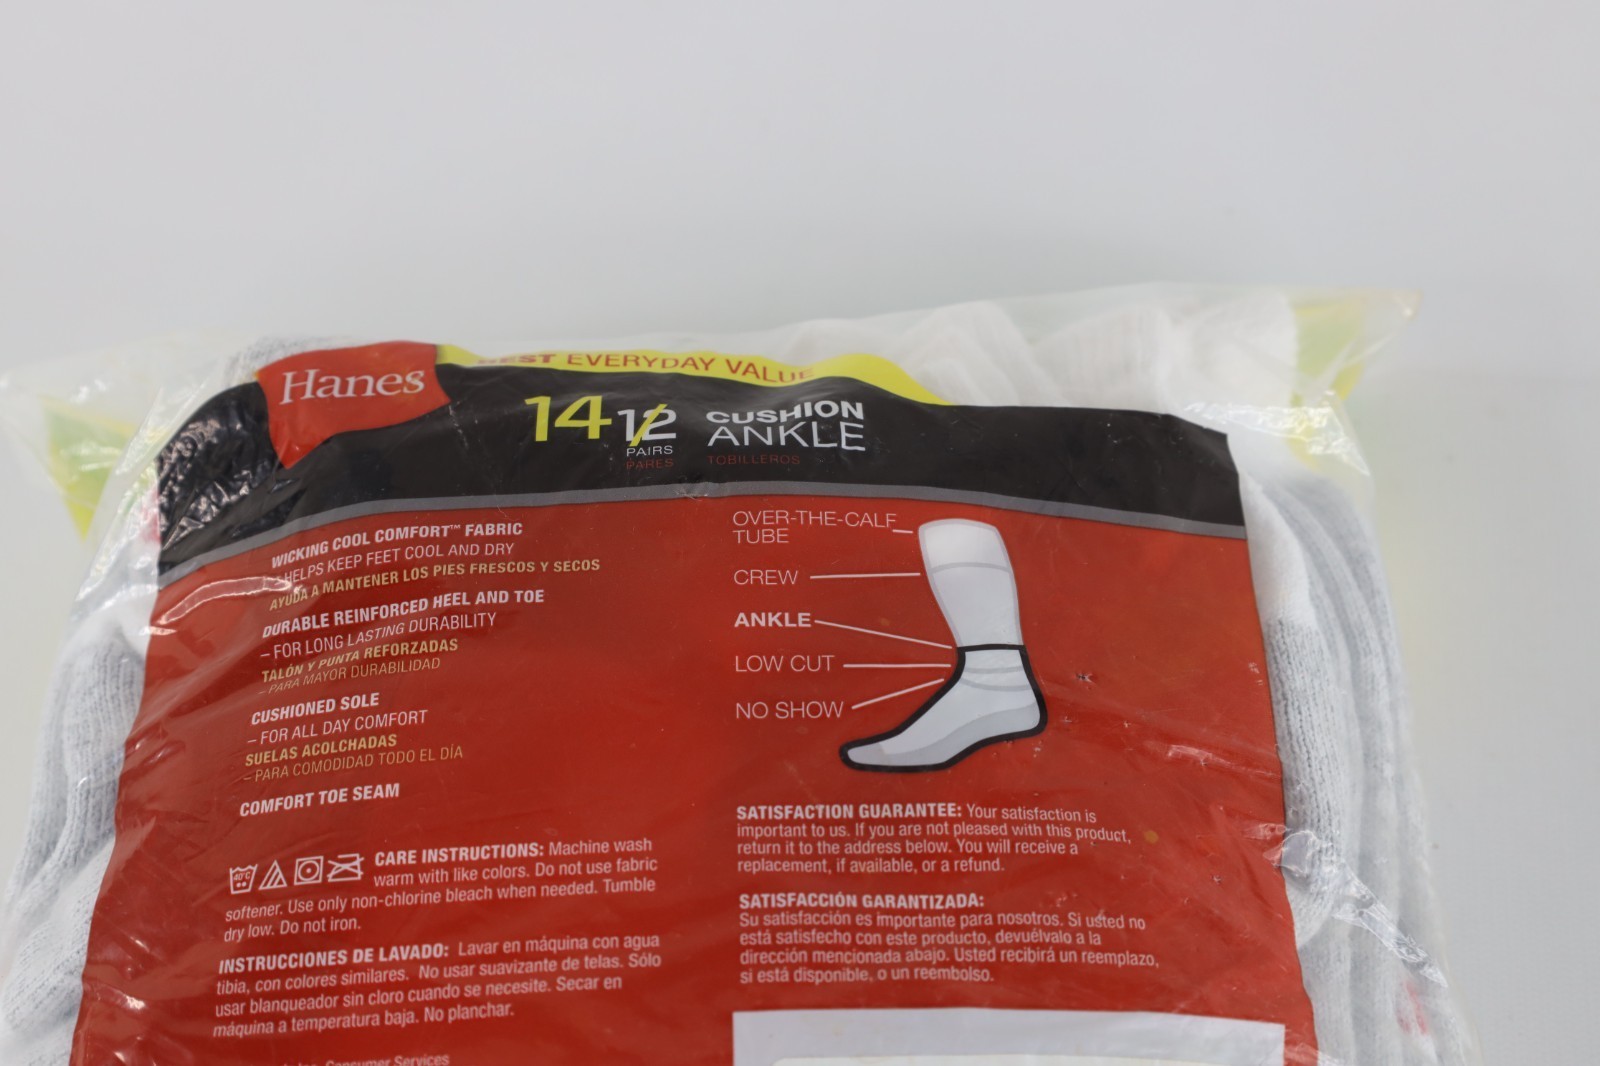 Hanes
BEST EVERYDAY VALUE
14 12
PAIRS
PARES
CUSHION
ANKLE
TOBILLEROS
WICKING COOL COMFORT™ FABRIC
HELPS KEEP FEET COOL AND DRY
AYUDA A MANTENER LOS PIES FRESCOS Y SECOS
DURABLE REINFORCED HEEL AND TOE
– FOR LONG LASTING DURABILITY
TALÓN Y PUNTA REFORZADAS
– PARA MAYOR DURABILIDAD
CUSHIONED SOLE
– FOR ALL DAY COMFORT
SUELAS ACOLCHADAS
– PARA COMODIDAD TODO EL DÍA
COMFORT TOE SEAM
40°C
CARE INSTRUCTIONS: Machine wash
warm with like colors. Do not use fabric
softener. Use only non-chlorine bleach when needed. Tumble
dry low. Do not iron.
INSTRUCCIONES DE LAVADO: Lavar en máquina con agua
tibia, con colores similares. No usar suavizante de telas. Sólo
usar blanqueador sin cloro cuando se necesite. Secar en
máquina a temperatura baja. No planchar.
Consumer Services
OVER-THE-CALF
TUBE
CREW
ANKLE
LOW CUT
NO SHOW
SATISFACTION GUARANTEE: Your satisfaction is
important to us. If you are not pleased with this product,
return it to the address below. You will receive a
replacement, if available, or a refund.
SATISFACCIÓN GARANTIZADA:
Su satisfacción es importante para nosotros. Si usted no
está satisfecho con este producto, devuélvalo a la
dirección mencionada abajo. Usted recibirá un reemplazo,
si está disponible, o un reembolso.